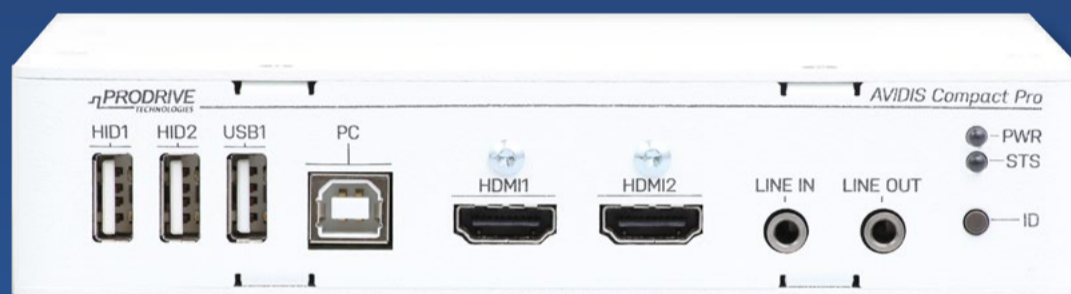 PRODRIVE
TECHNOLOGIES
AVIDIS Compact Pro
HID1 HID2 USB1 PC
HDMI1 HDMI2 LINE IN LINE OUT
PWR
STS
ID